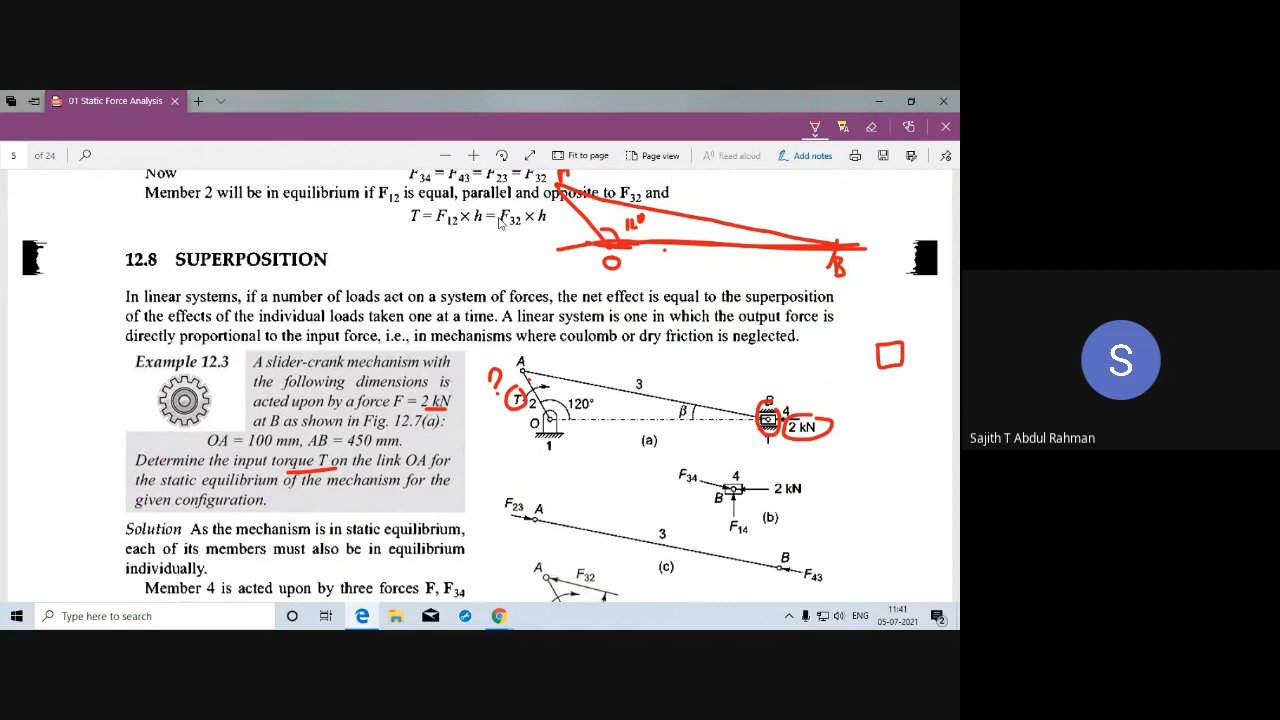 01 Static Force Analysis
5 of 24
Fit to page
Page view
Read aloud
Add notes
Now
F34 = F43 = F23 = F32
Member 2 will be in equilibrium if F12 is equal, parallel and opposite to F32 and
T = F12 × h = F32 × h
120
O
B
12.8 SUPERPOSITION
In linear systems, if a number of loads act on a system of forces, the net effect is equal to the superposition
of the effects of the individual loads taken one at a time. A linear system is one in which the output force is
directly proportional to the input force, i.e., in mechanisms where coulomb or dry friction is neglected.
Example 12.3
A slider-crank mechanism with
the following dimensions is
acted upon by a force F = 2 kN
at B as shown in Fig. 12.7(a):
OA = 100 mm, AB = 450 mm.
Determine the input torque T on the link OA for
the static equilibrium of the mechanism for the
given configuration.
Solution As the mechanism is in static equilibrium,
each of its members must also be in equilibrium
individually.
Member 4 is acted upon by three forces F, F34
A
?
T
2
120°
3
β
B
4
2 kN
O
1
1
(a)
F34
4
B
2 kN
F14
(b)
F23
A
3
B
F43
(c)
A
F32
Sajith T Abdul Rahman
S
Type here to search
ENG
11:41
05-07-2021
2